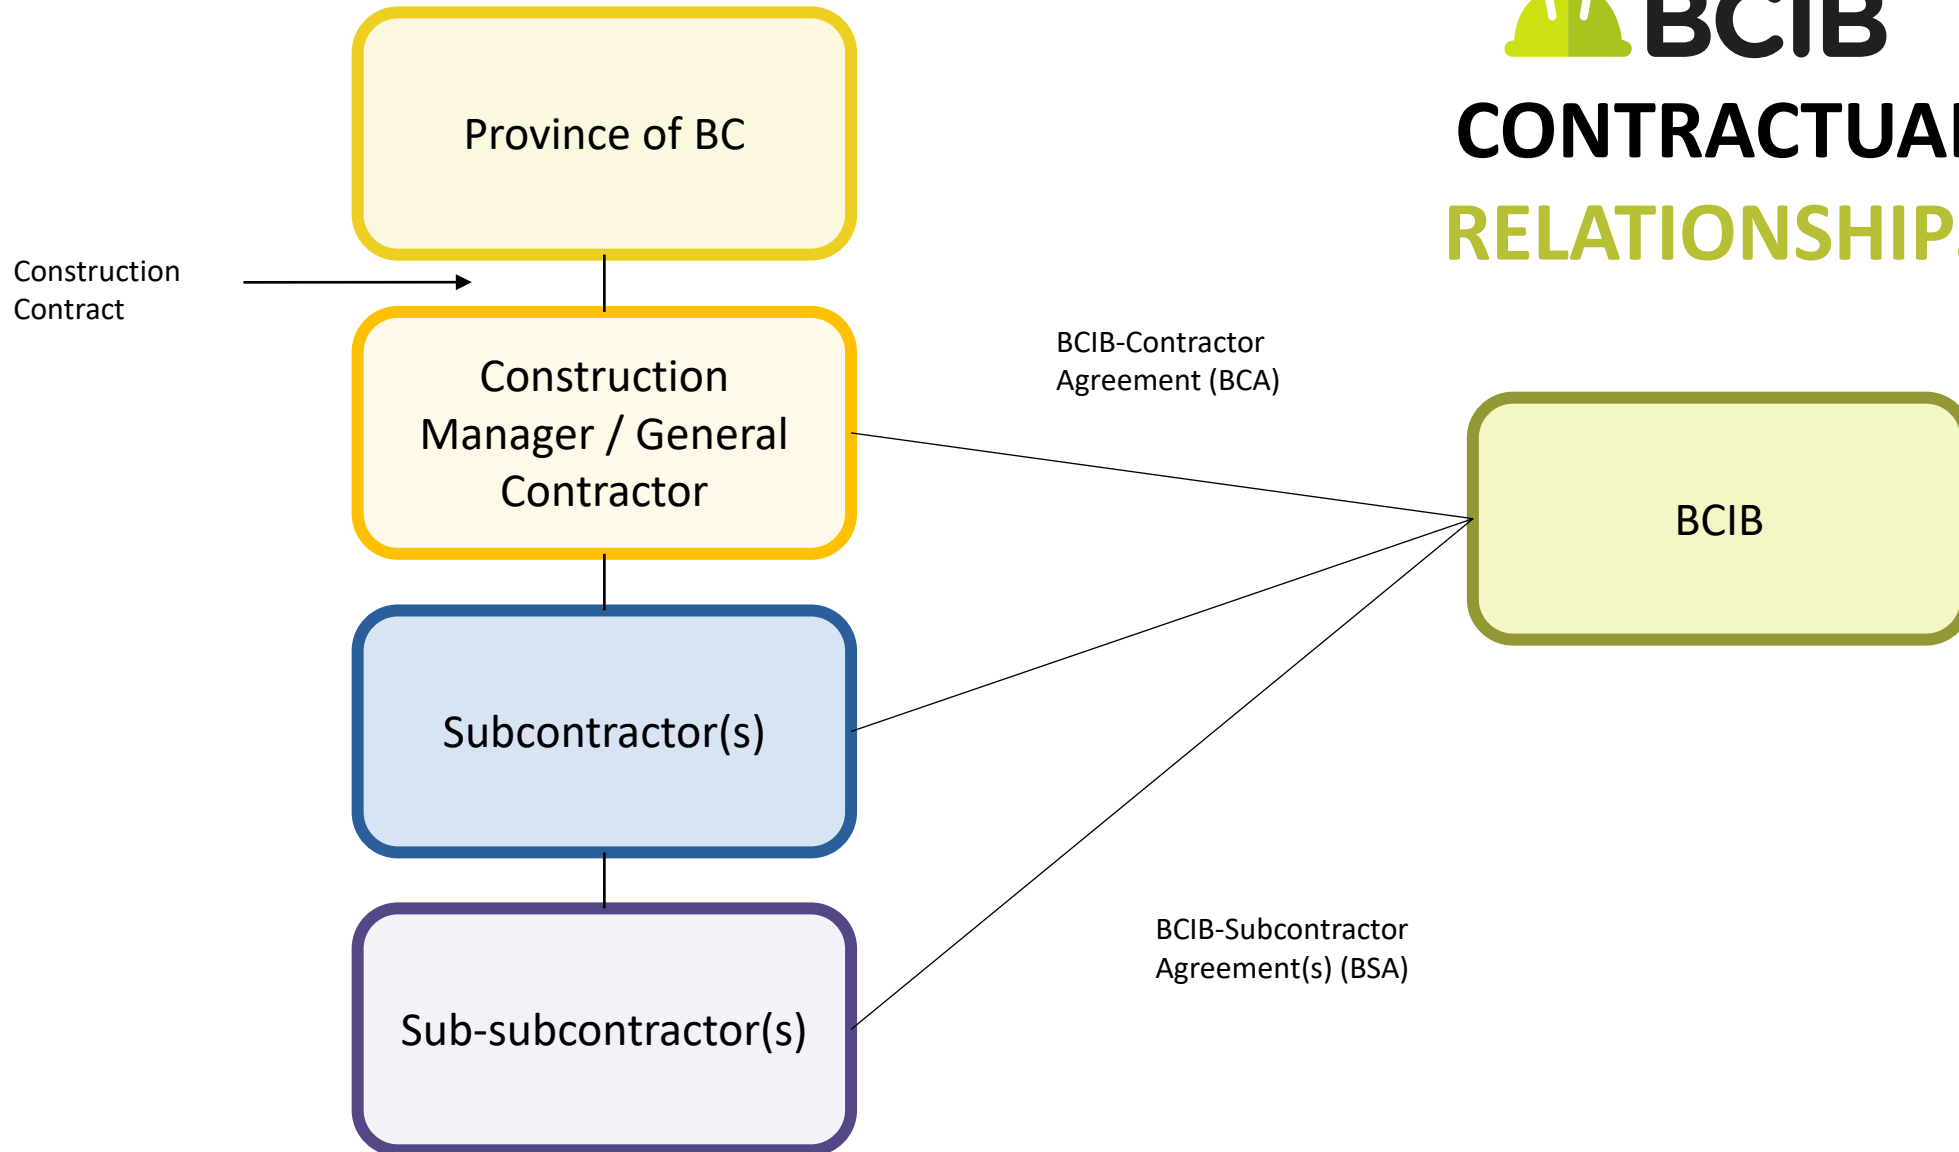 BCIB
CONTRACTUAL
RELATIONSHIPS
Province of BC
Construction
Contract
Construction
Manager / General
Contractor
BCIB-Contractor
Agreement (BCA)
BCIB
Subcontractor(s)
BCIB-Subcontractor
Agreement(s) (BSA)
Sub-subcontractor(s)